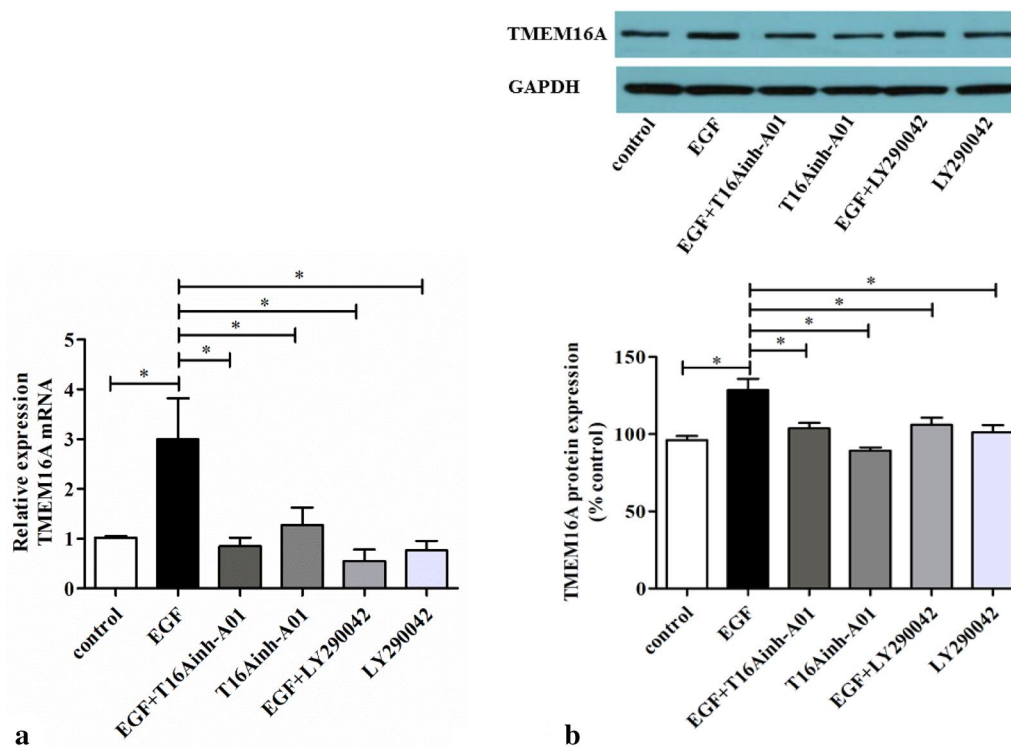 TMEM16A
GAPDH
control
EGF
EGF+T16Ainh-A01
T16Ainh-A01
EGF+LY290042
LY290042
*
*
*
*
*
Relative expression
TMEM16A mRNA
5
4
3
2
1
0
control
EGF
EGF+T16Ainh-A01
T16Ainh-A01
EGF+LY290042
LY290042
a
*
*
*
*
*
TMEM16A protein expression
(% control)
150
100
50
0
control
EGF
EGF+T16Ainh-A01
T16Ainh-A01
EGF+LY290042
LY290042
b